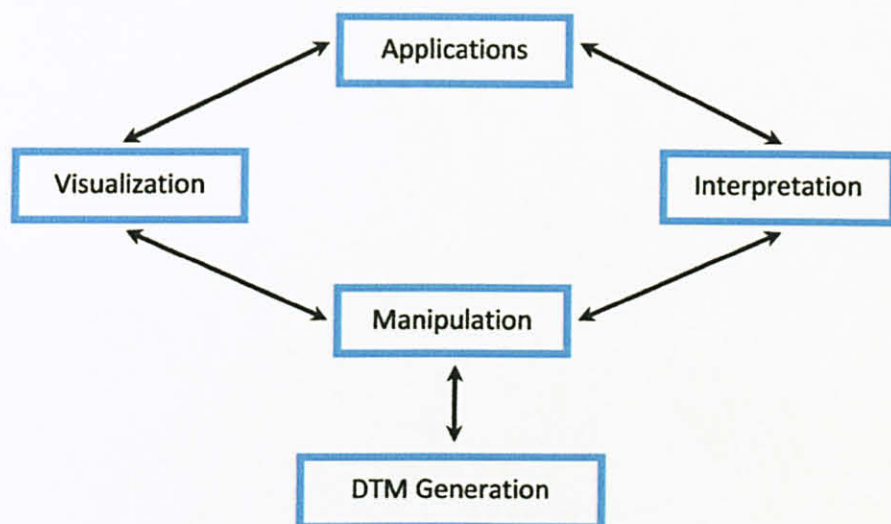 Applications
Visualization
Interpretation
Manipulation
DTM Generation